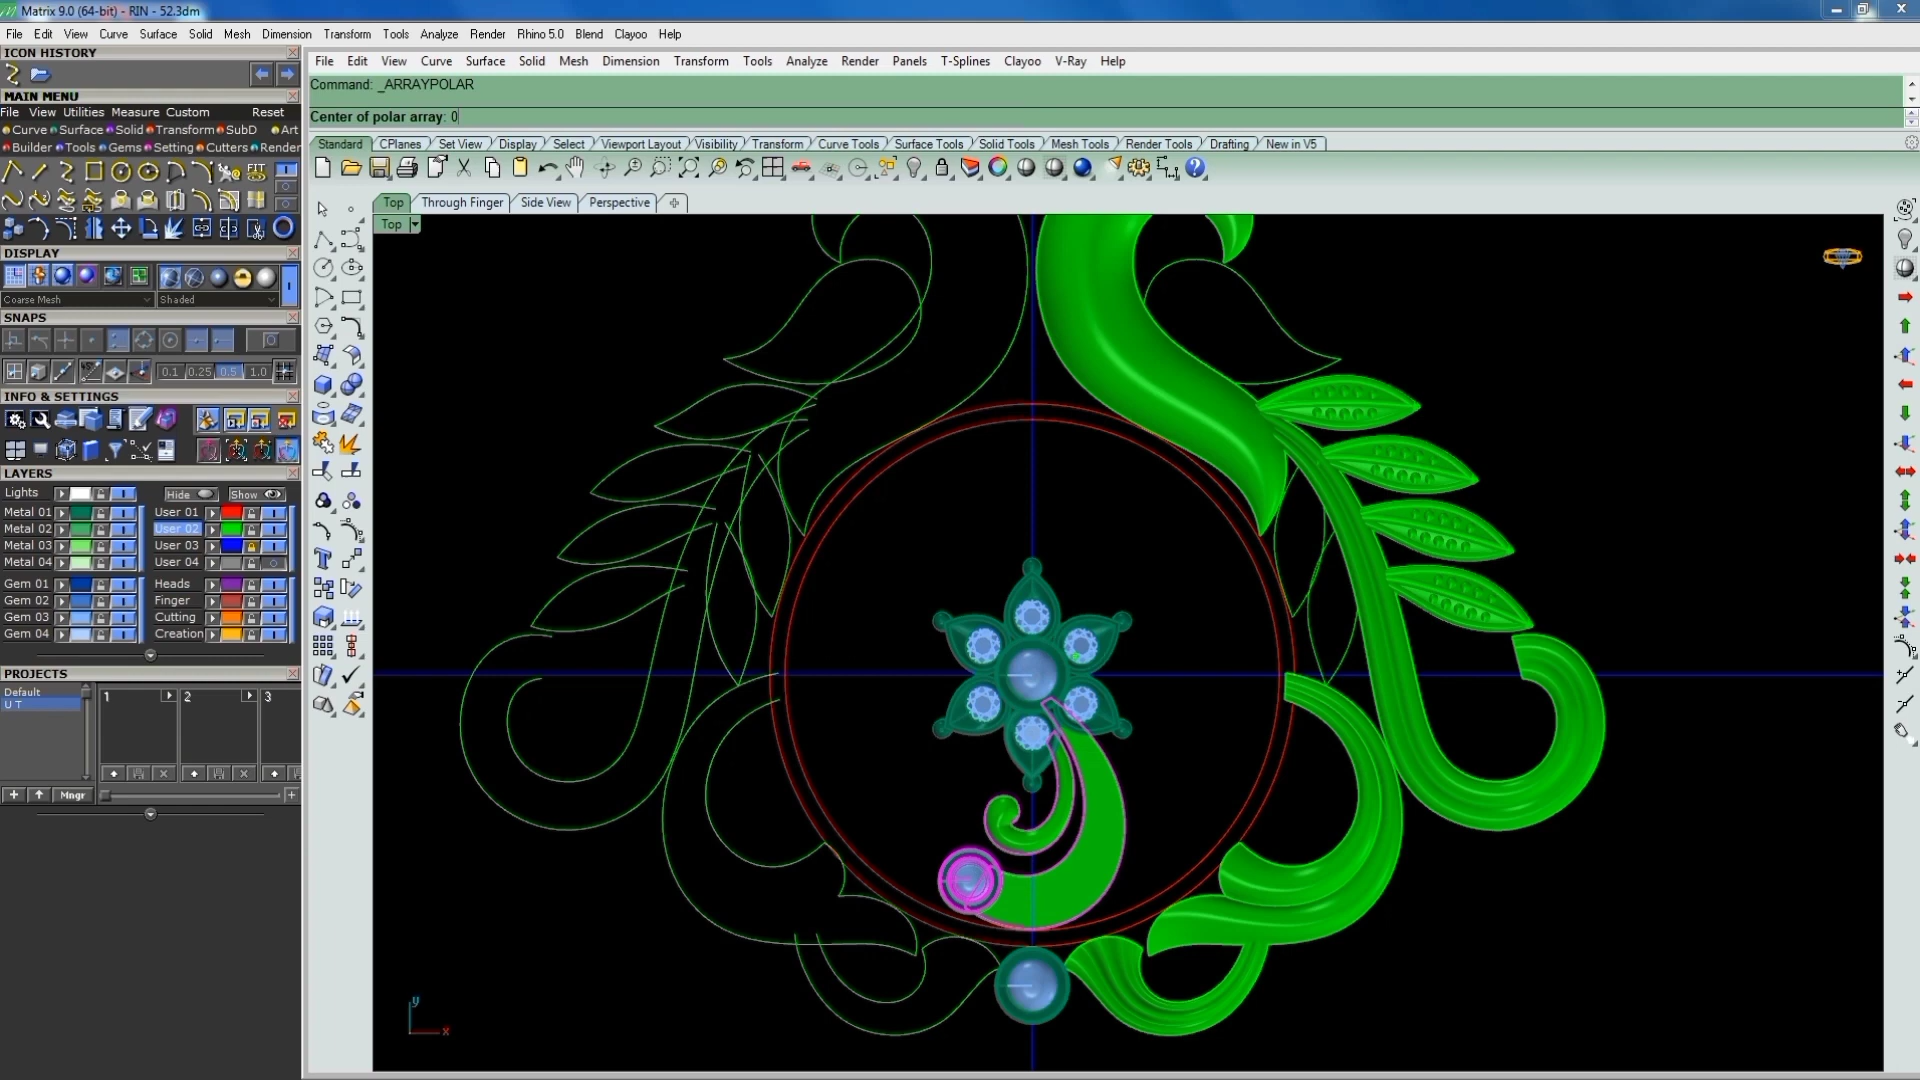 Matrix 9.0 (64-bit) - RIN - 52.3dm
File Edit View Curve Surface Solid Mesh Dimension Transform Tools Analyze Render Rhino 5.0 Blend Clayoo Help
ICON HISTORY
MAIN MENU
File View Utilities Measure Custom Reset
Curve Surface Solid Transform SubD Art
Builder Tools Gems Setting Cutters Render
FIT
DISPLAY
Coarse Mesh Shaded
SNAPS
0.1 0.25 0.5 1.0
INFO & SETTINGS
LAYERS
Lights Hide Show
Metal 01 User 01
Metal 02 User 02
Metal 03 User 03
Metal 04 User 04
Gem 01 Heads
Gem 02 Finger
Gem 03 Cutting
Gem 04 Creation
PROJECTS
Default
U T
1 2 3
Mngr
File Edit View Curve Surface Solid Mesh Dimension Transform Tools Analyze Render Panels T-Splines Clayoo V-Ray Help
Command: _ARRAYPOLAR
Center of polar array: 0
Standard CPlanes Set View Display Select Viewport Layout Visibility Transform Curve Tools Surface Tools Solid Tools Mesh Tools Render Tools Drafting New in V5
Top Through Finger Side View Perspective
Top
y
x